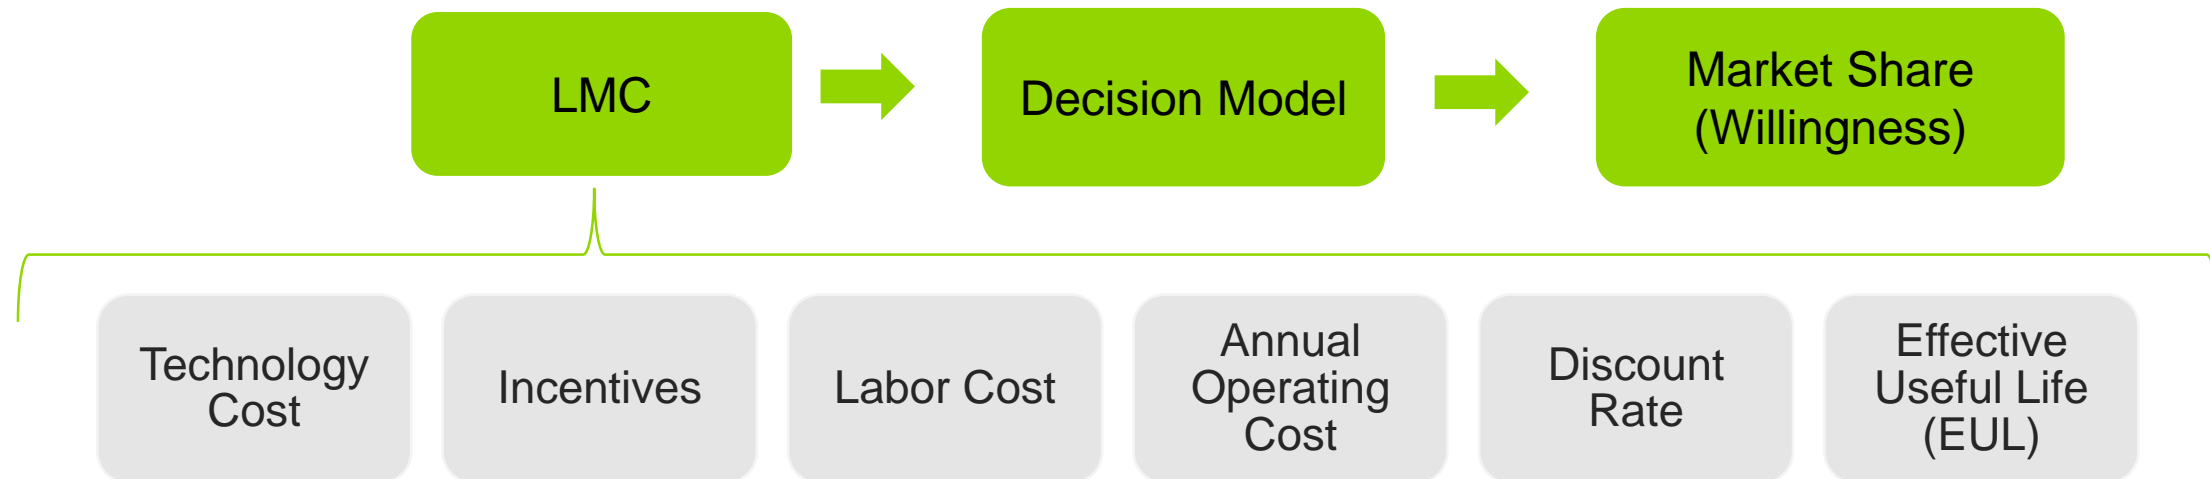 LMC
Decision Model
Market Share
(Willingness)
Technology
Cost
Incentives
Labor Cost
Annual
Operating
Cost
Discount
Rate
Effective
Useful Life
(EUL)